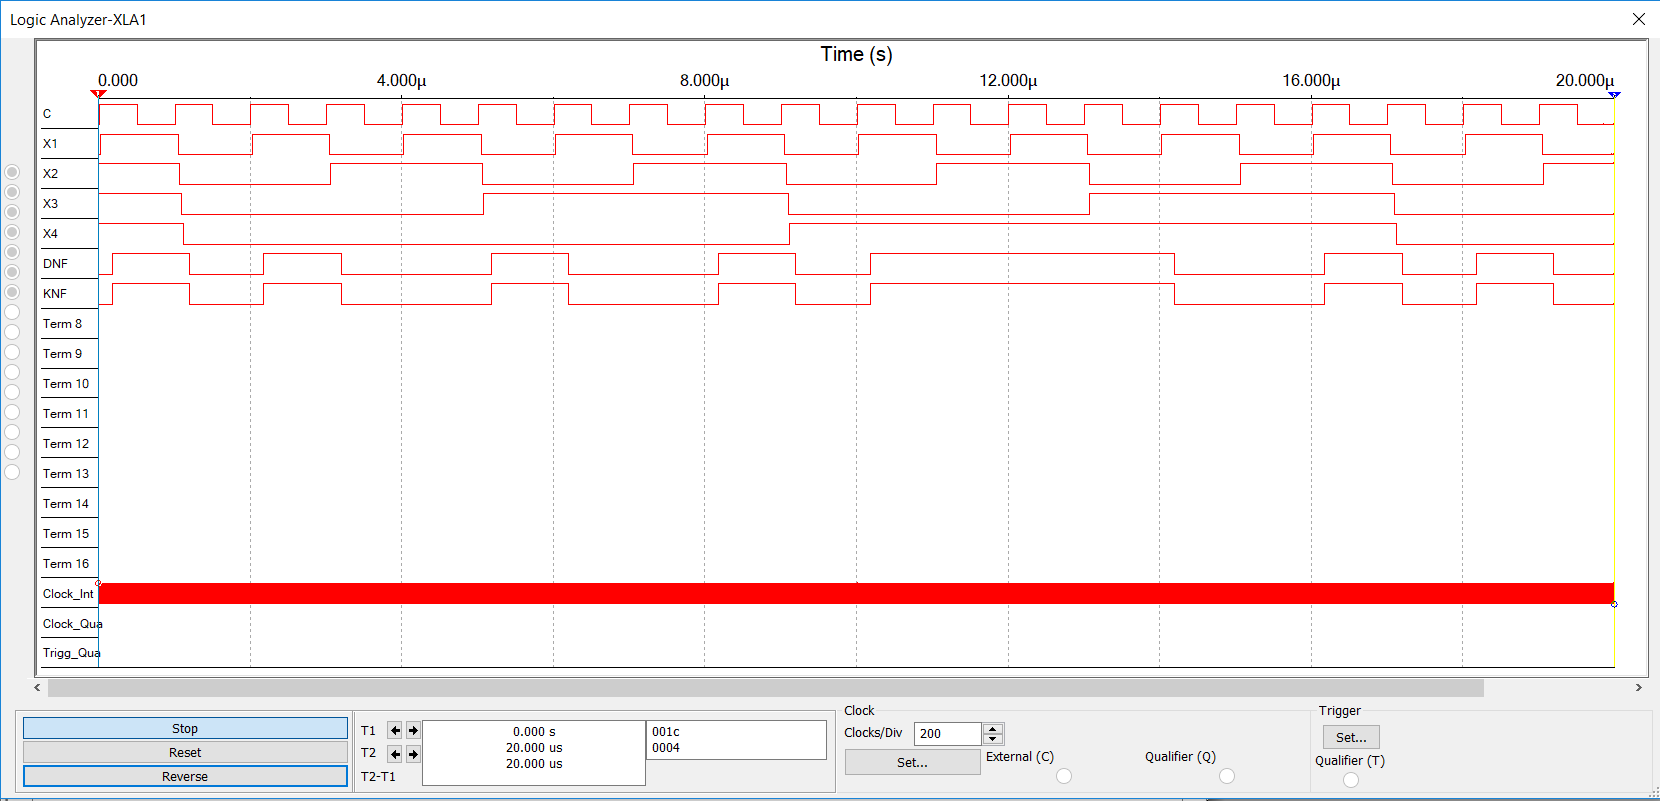 Logic Analyzer-XLA1
Time (s)
0.000 4.000µ 8.000µ 12.000µ 16.000µ 20.000µ
C
X1
X2
X3
X4
DNF
KNF
Term 8
Term 9
Term 10
Term 11
Term 12
Term 13
Term 14
Term 15
Term 16
Clock_Int
Clock_Qua
Trigg_Qua
Stop
Reset
Reverse
T1
T2
T2-T1
0.000 s
20.000 us
20.000 us
001c
0004
Clock
Clocks/Div 200
Set...
External (C)
Qualifier (Q)
Trigger
Set...
Qualifier (T)